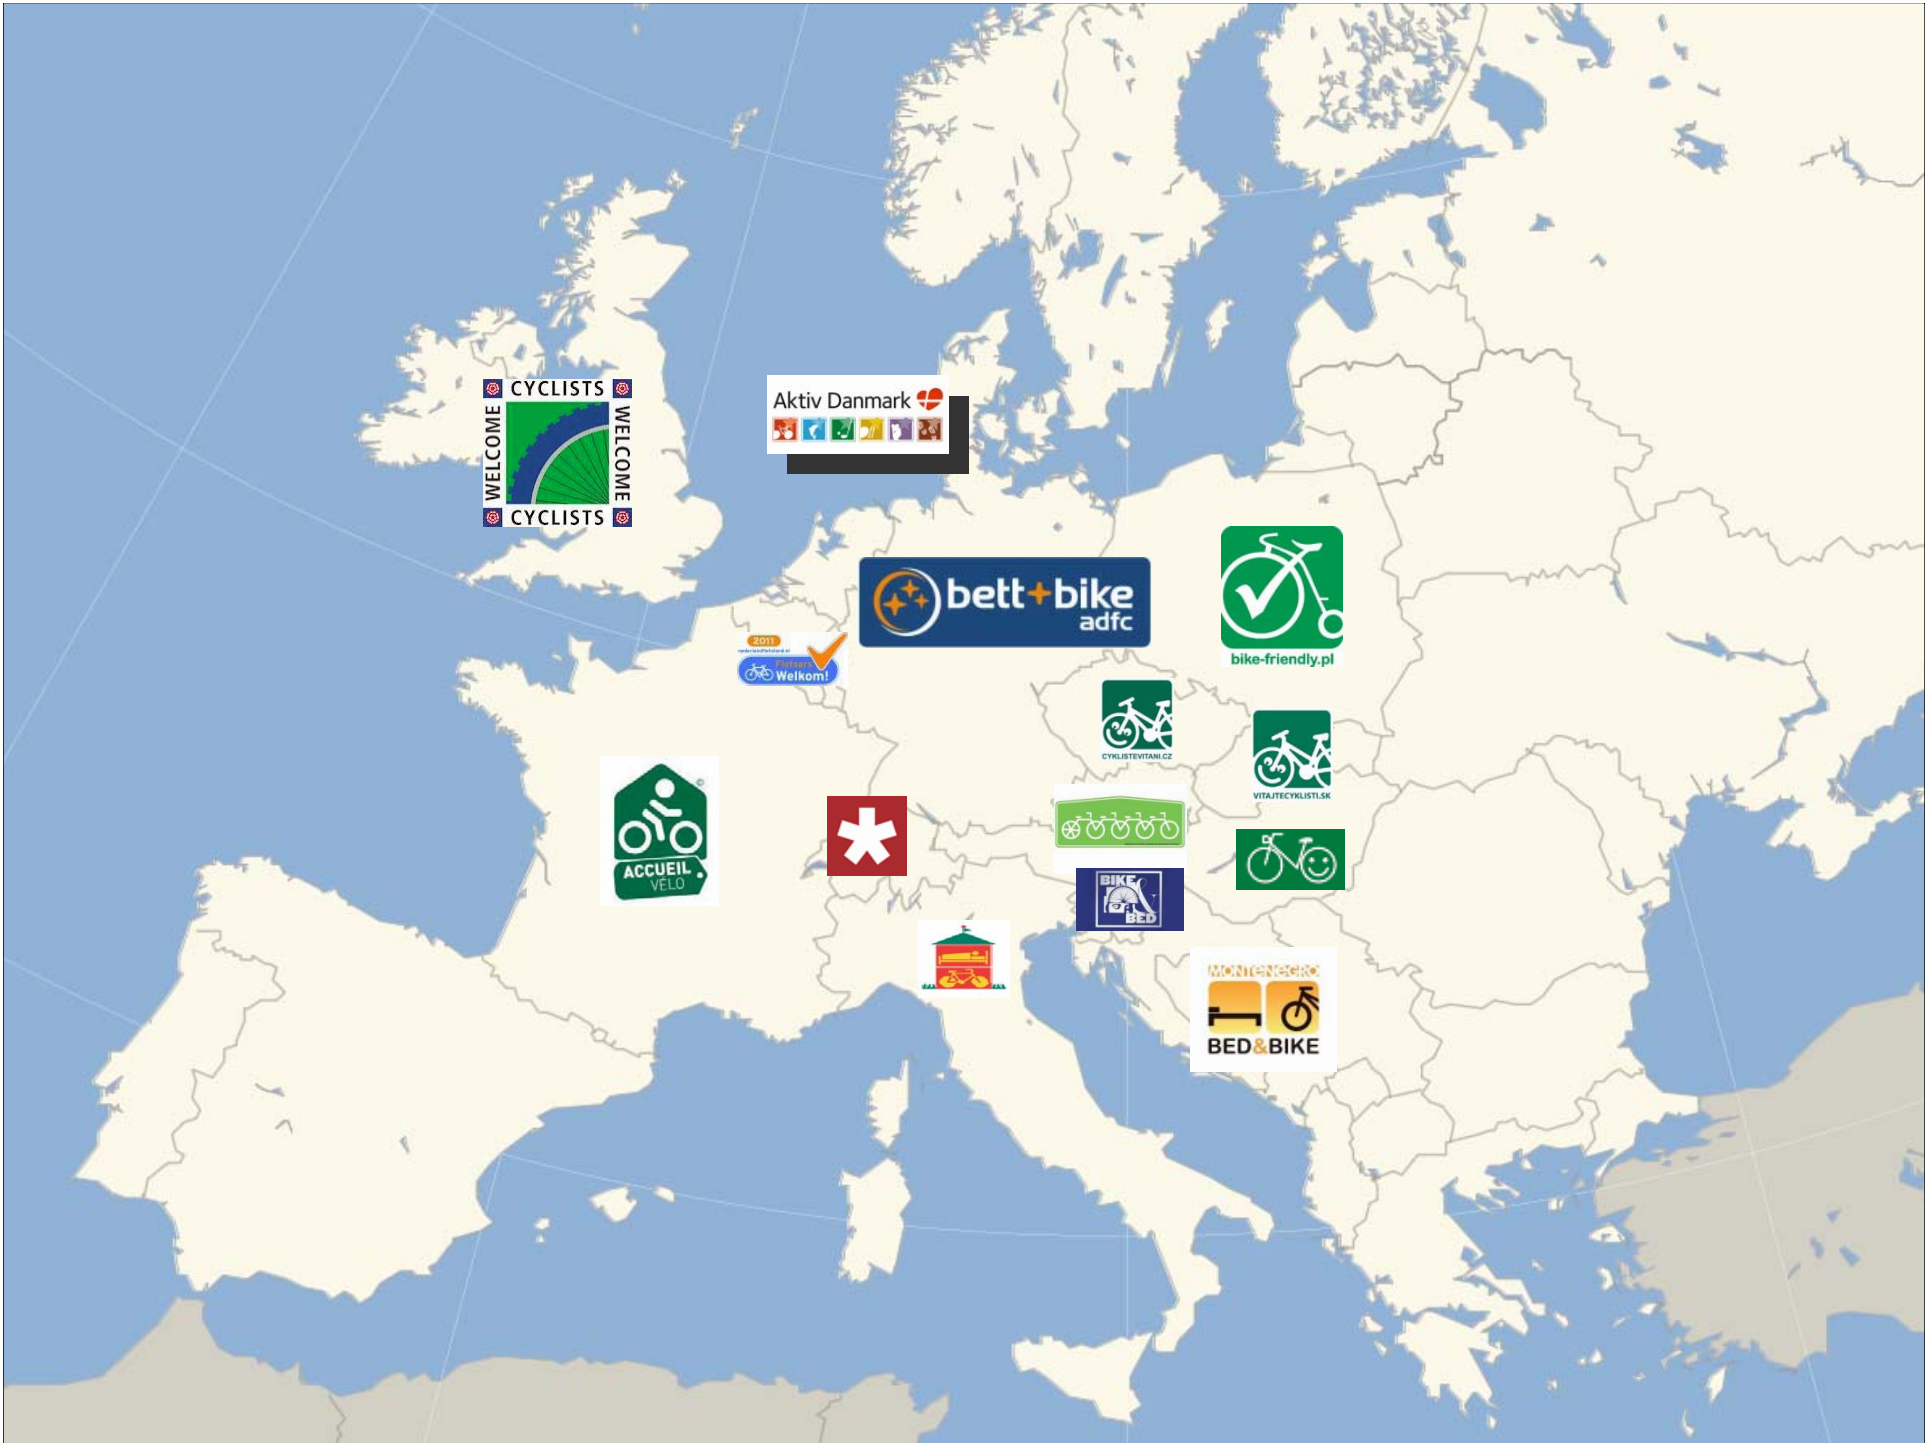 CYCLISTS
WELCOME
WELCOME
CYCLISTS
Aktiv Danmark
bett+bike
adfc
bike-friendly.pl
2011
Fietsers
Welkom!
CYKLISTEVITANI.CZ
VITAJTECYKLISTI.SK
ACCUEIL
VÉLO
©
BIKE
&
BED
MONTENEGRO
BED&BIKE